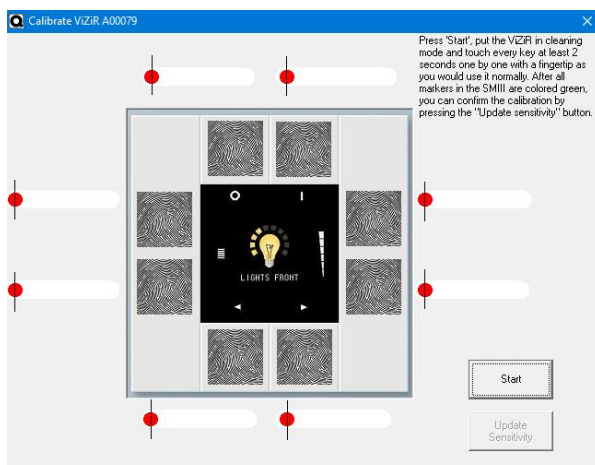 Calibrate ViZiR A00079
Press 'Start', put the ViZiR in cleaning
mode and touch every key at least 2
seconds one by one with a fingertip as
you would use it normally. After all
markers in the SMIII are colored green,
you can confirm the calibration by
pressing the "Update sensitivity" button.
LIGHTS FRONT
Start
Update
Sensitivity